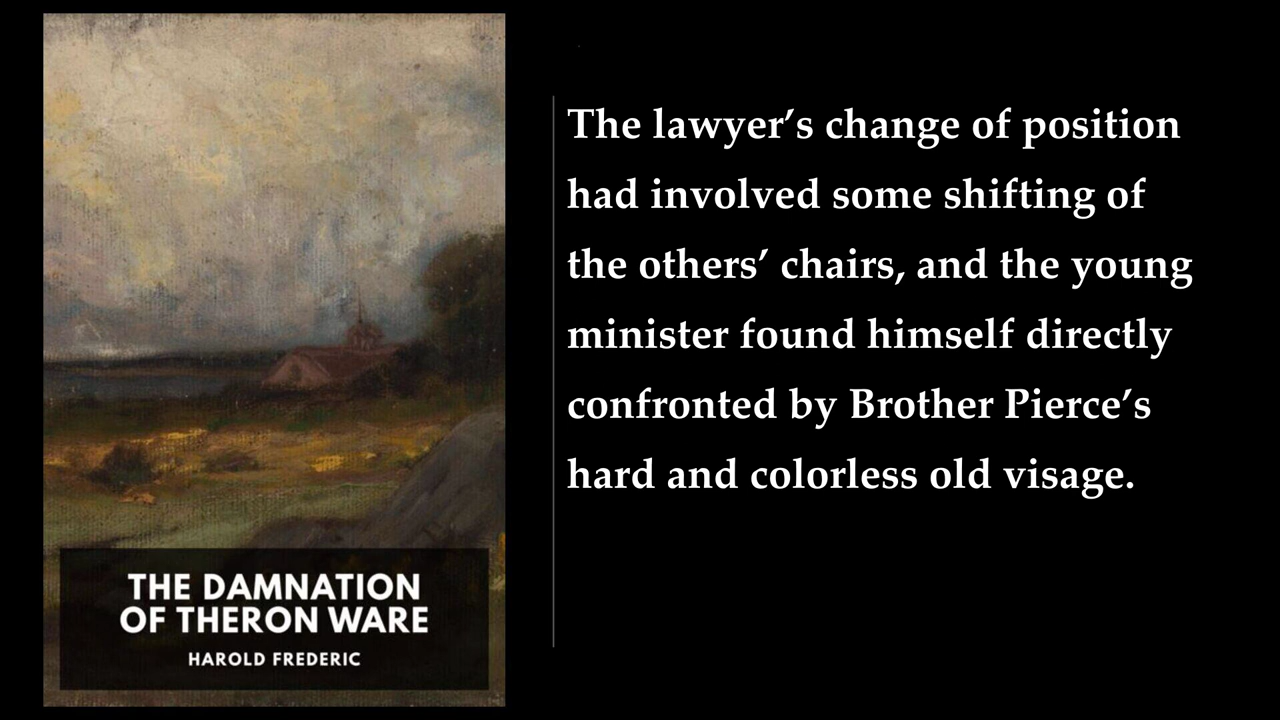 The lawyer’s change of position
had involved some shifting of
the others’ chairs, and the young
minister found himself directly
confronted by Brother Pierce’s
hard and colorless old visage.
THE DAMNATION
OF THERON WARE
HAROLD FREDERIC